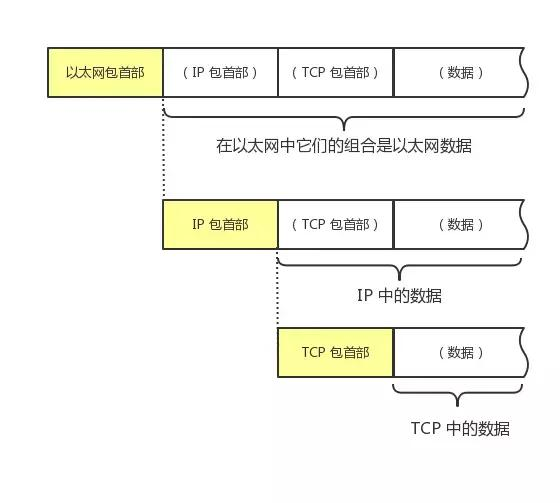 以太网包首部 （IP 包首部） （TCP 包首部） （数据）
在以太网中它们的组合是以太网数据
IP 包首部 （TCP 包首部） （数据）
IP 中的数据
TCP 包首部 （数据）
TCP 中的数据